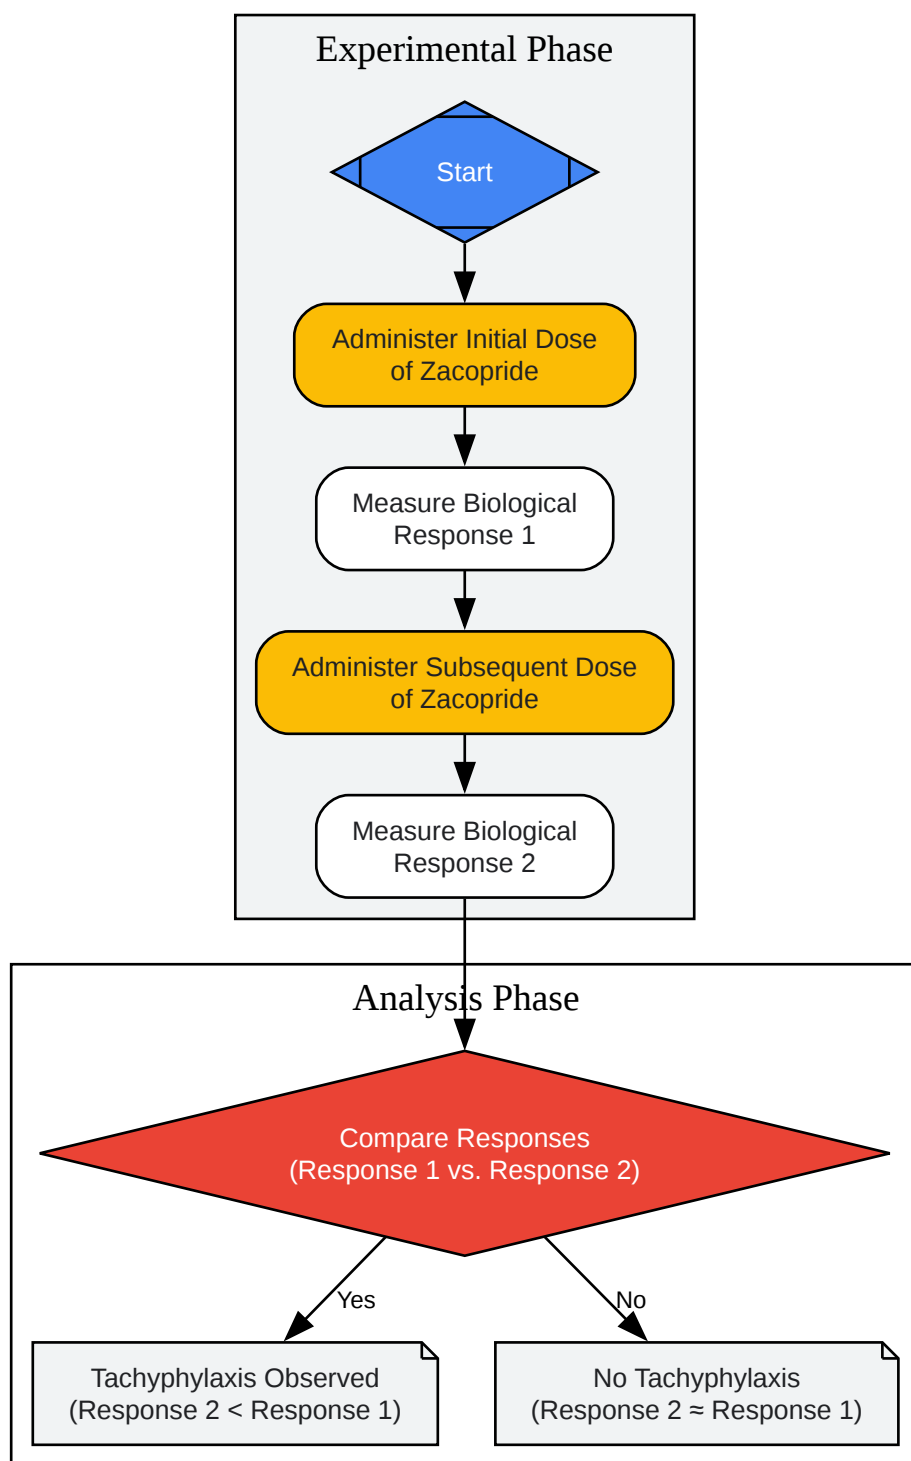 Experimental Phase
Start
Administer Initial Dose
of Zacopride
Measure Biological
Response 1
Administer Subsequent Dose
of Zacopride
Measure Biological
Response 2
Analysis Phase
Compare Responses
(Response 1 vs. Response 2)
Yes
No
Tachyphylaxis Observed
(Response 2 < Response 1)
No Tachyphylaxis
(Response 2 ≈ Response 1)